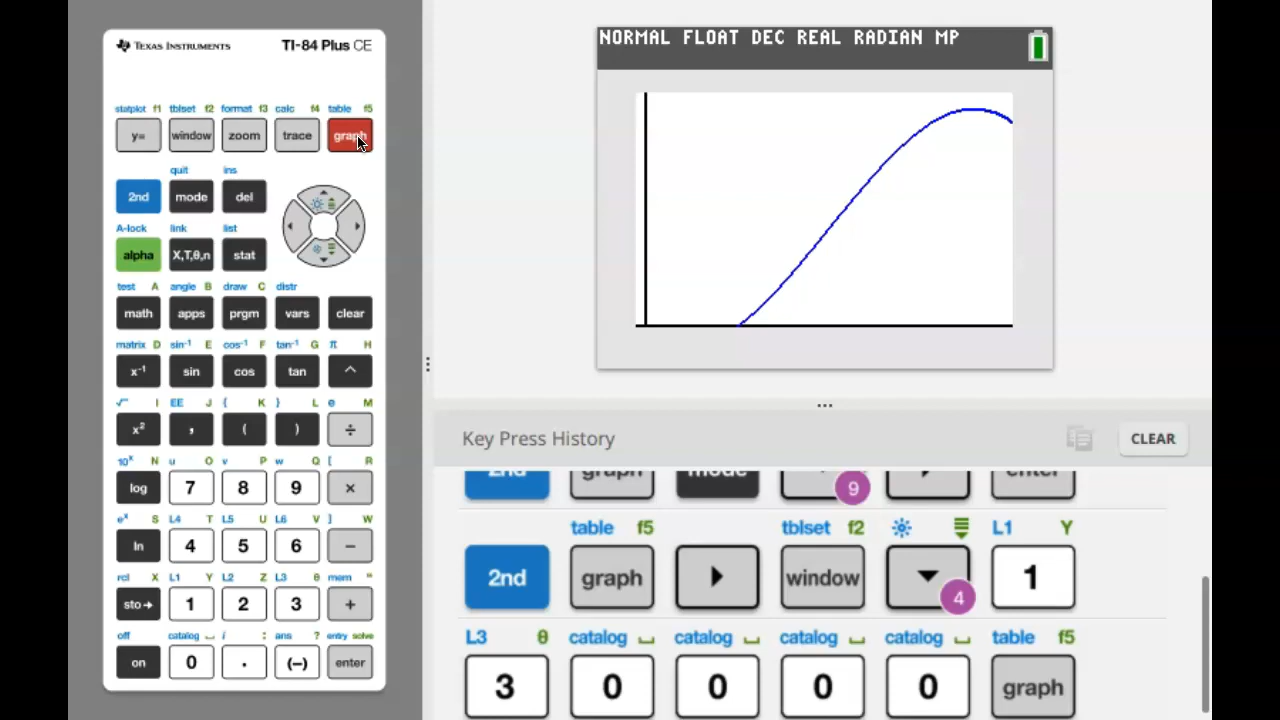 TEXAS INSTRUMENTS TI-84 Plus CE
statplot f1 tblset f2 format f3 calc f4 table f5
y= window zoom trace graph
quit ins
2nd mode del
A-lock link list
alpha X,T,θ,n stat
test A angle B draw C distr
math apps prgm vars clear
matrix D sin⁻¹ E cos⁻¹ F tan⁻¹ G π H
x⁻¹ sin cos tan ^
√‾ I EE J { K } L e M
x² , ( ) ÷
10ˣ N u O v P w Q [ R
log 7 8 9 ×
eˣ S L4 T L5 U L6 V ] W
ln 4 5 6 −
rcl X L1 Y L2 Z L3 θ mem "
sto→ 1 2 3 +
off catalog ⎵ i : ans ? entry solve
on 0 . (−) enter
NORMAL FLOAT DEC REAL RADIAN MP
Key Press History CLEAR
2nd graph mode 9 enter
table f5 tblset f2 L1 Y
2nd graph window 4 1
L3 θ catalog ⎵ catalog ⎵ catalog ⎵ catalog ⎵ table f5
3 0 0 0 0 graph